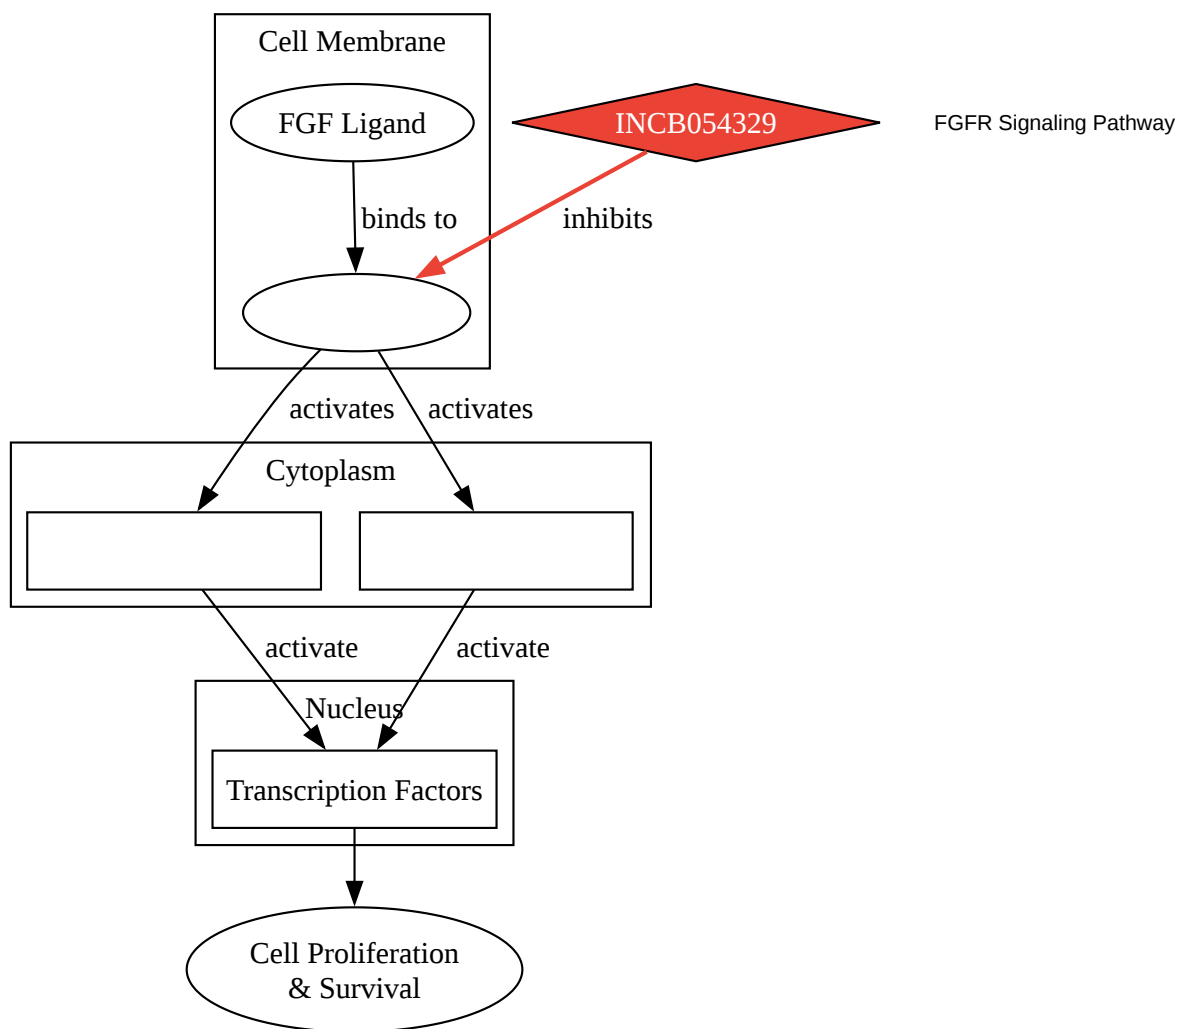 Cell Membrane
FGF Ligand
INCB054329
FGFR Signaling Pathway
binds to
inhibits
activates
activates
Cytoplasm
activate
activate
Nucleus
Transcription Factors
Cell Proliferation
& Survival